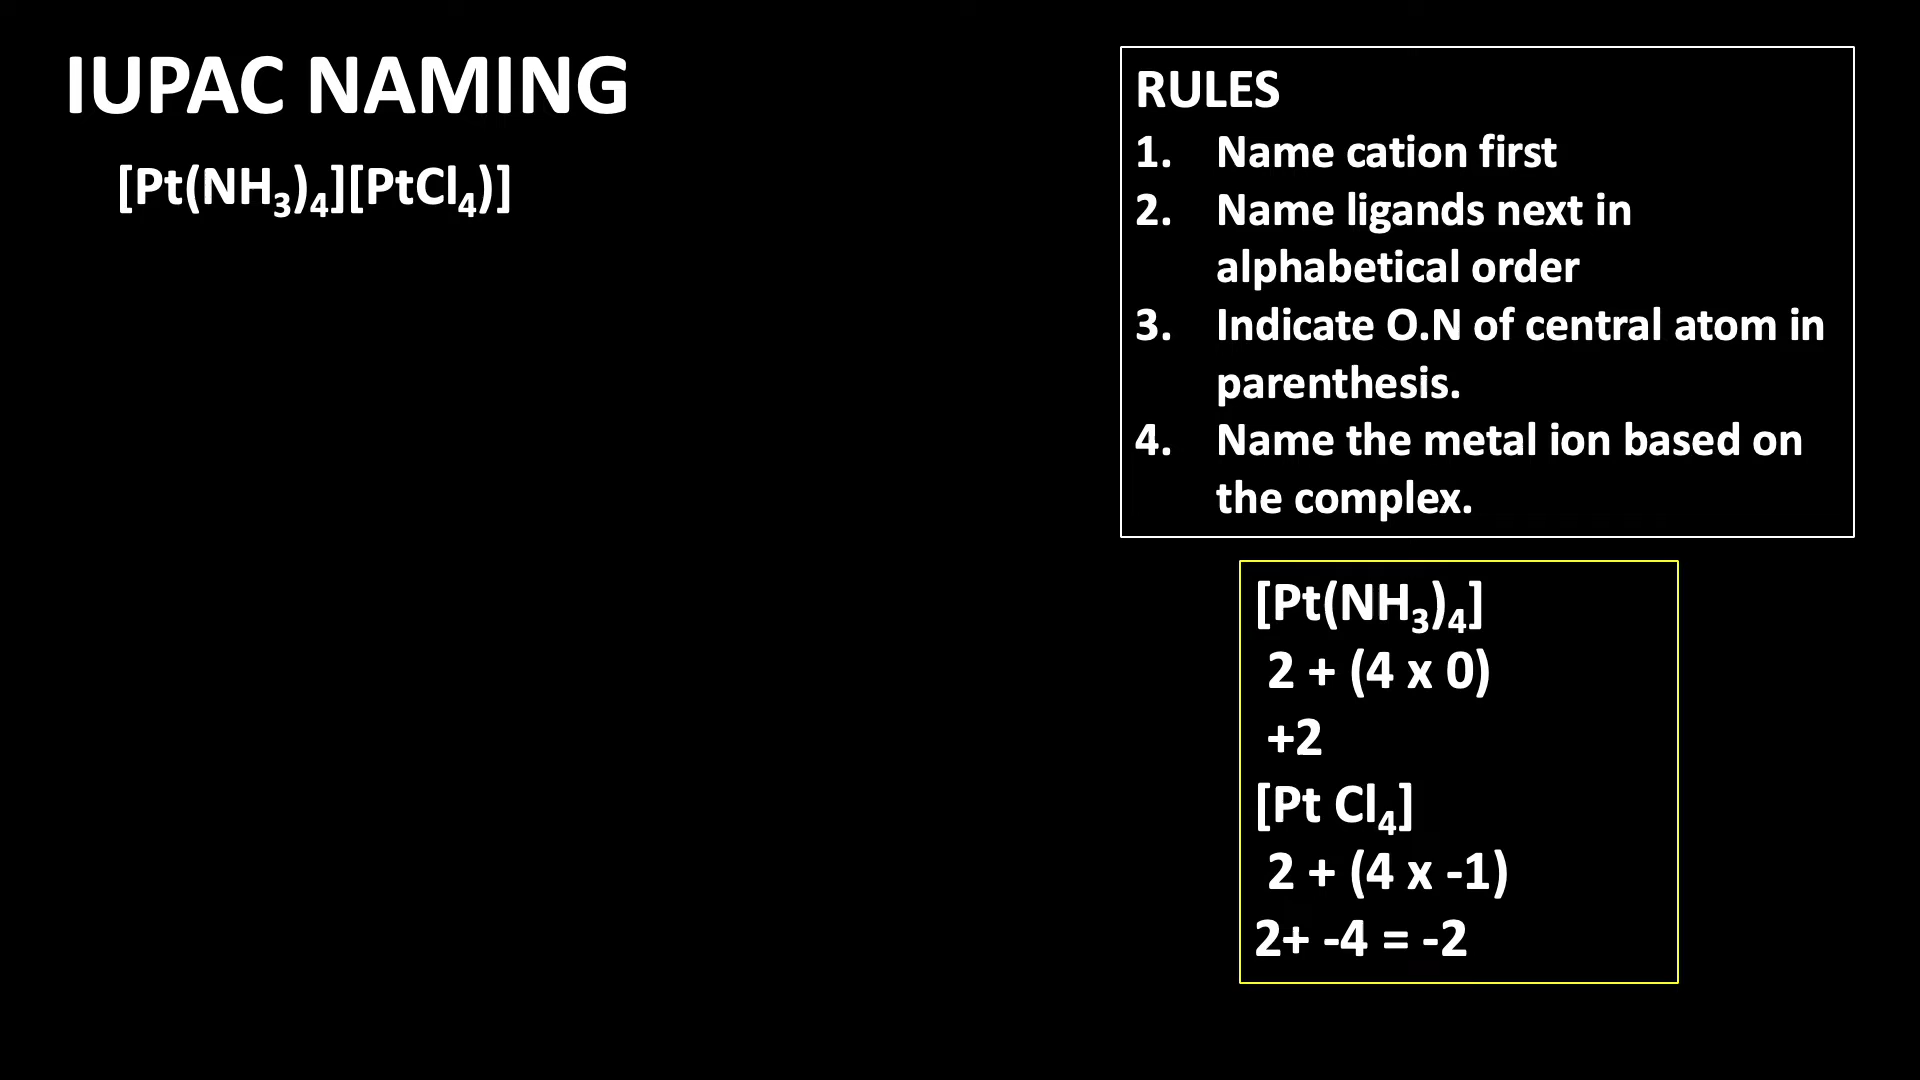 IUPAC NAMING
[Pt(NH₃)₄][PtCl₄)]
RULES
1. Name cation first
2. Name ligands next in
alphabetical order
3. Indicate O.N of central atom in
parenthesis.
4. Name the metal ion based on
the complex.
[Pt(NH₃)₄]
2 + (4 x 0)
+2
[Pt Cl₄]
2 + (4 x -1)
2+ -4 = -2